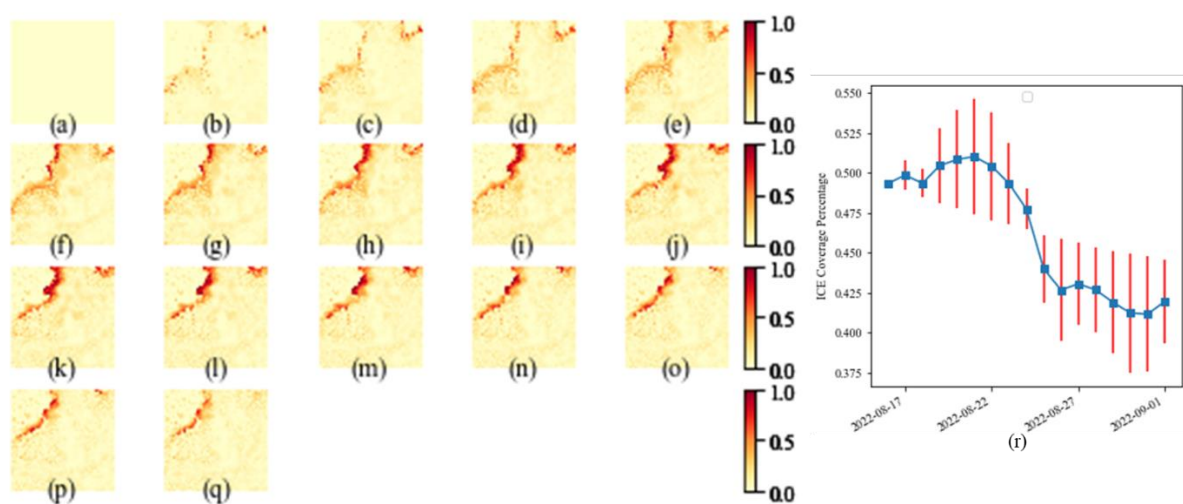 (a) (b) (c) (d) (e)
1.0
0.5
0.0
(f) (g) (h) (i) (j)
1.0
0.5
0.0
(k) (l) (m) (n) (o)
1.0
0.5
0.0
(p) (q)
1.0
0.5
0.0
ICE Coverage Percentage
0.550
0.525
0.500
0.475
0.450
0.425
0.400
0.375
2022-08-17 2022-08-22 2022-08-27 2022-09-01
(r)